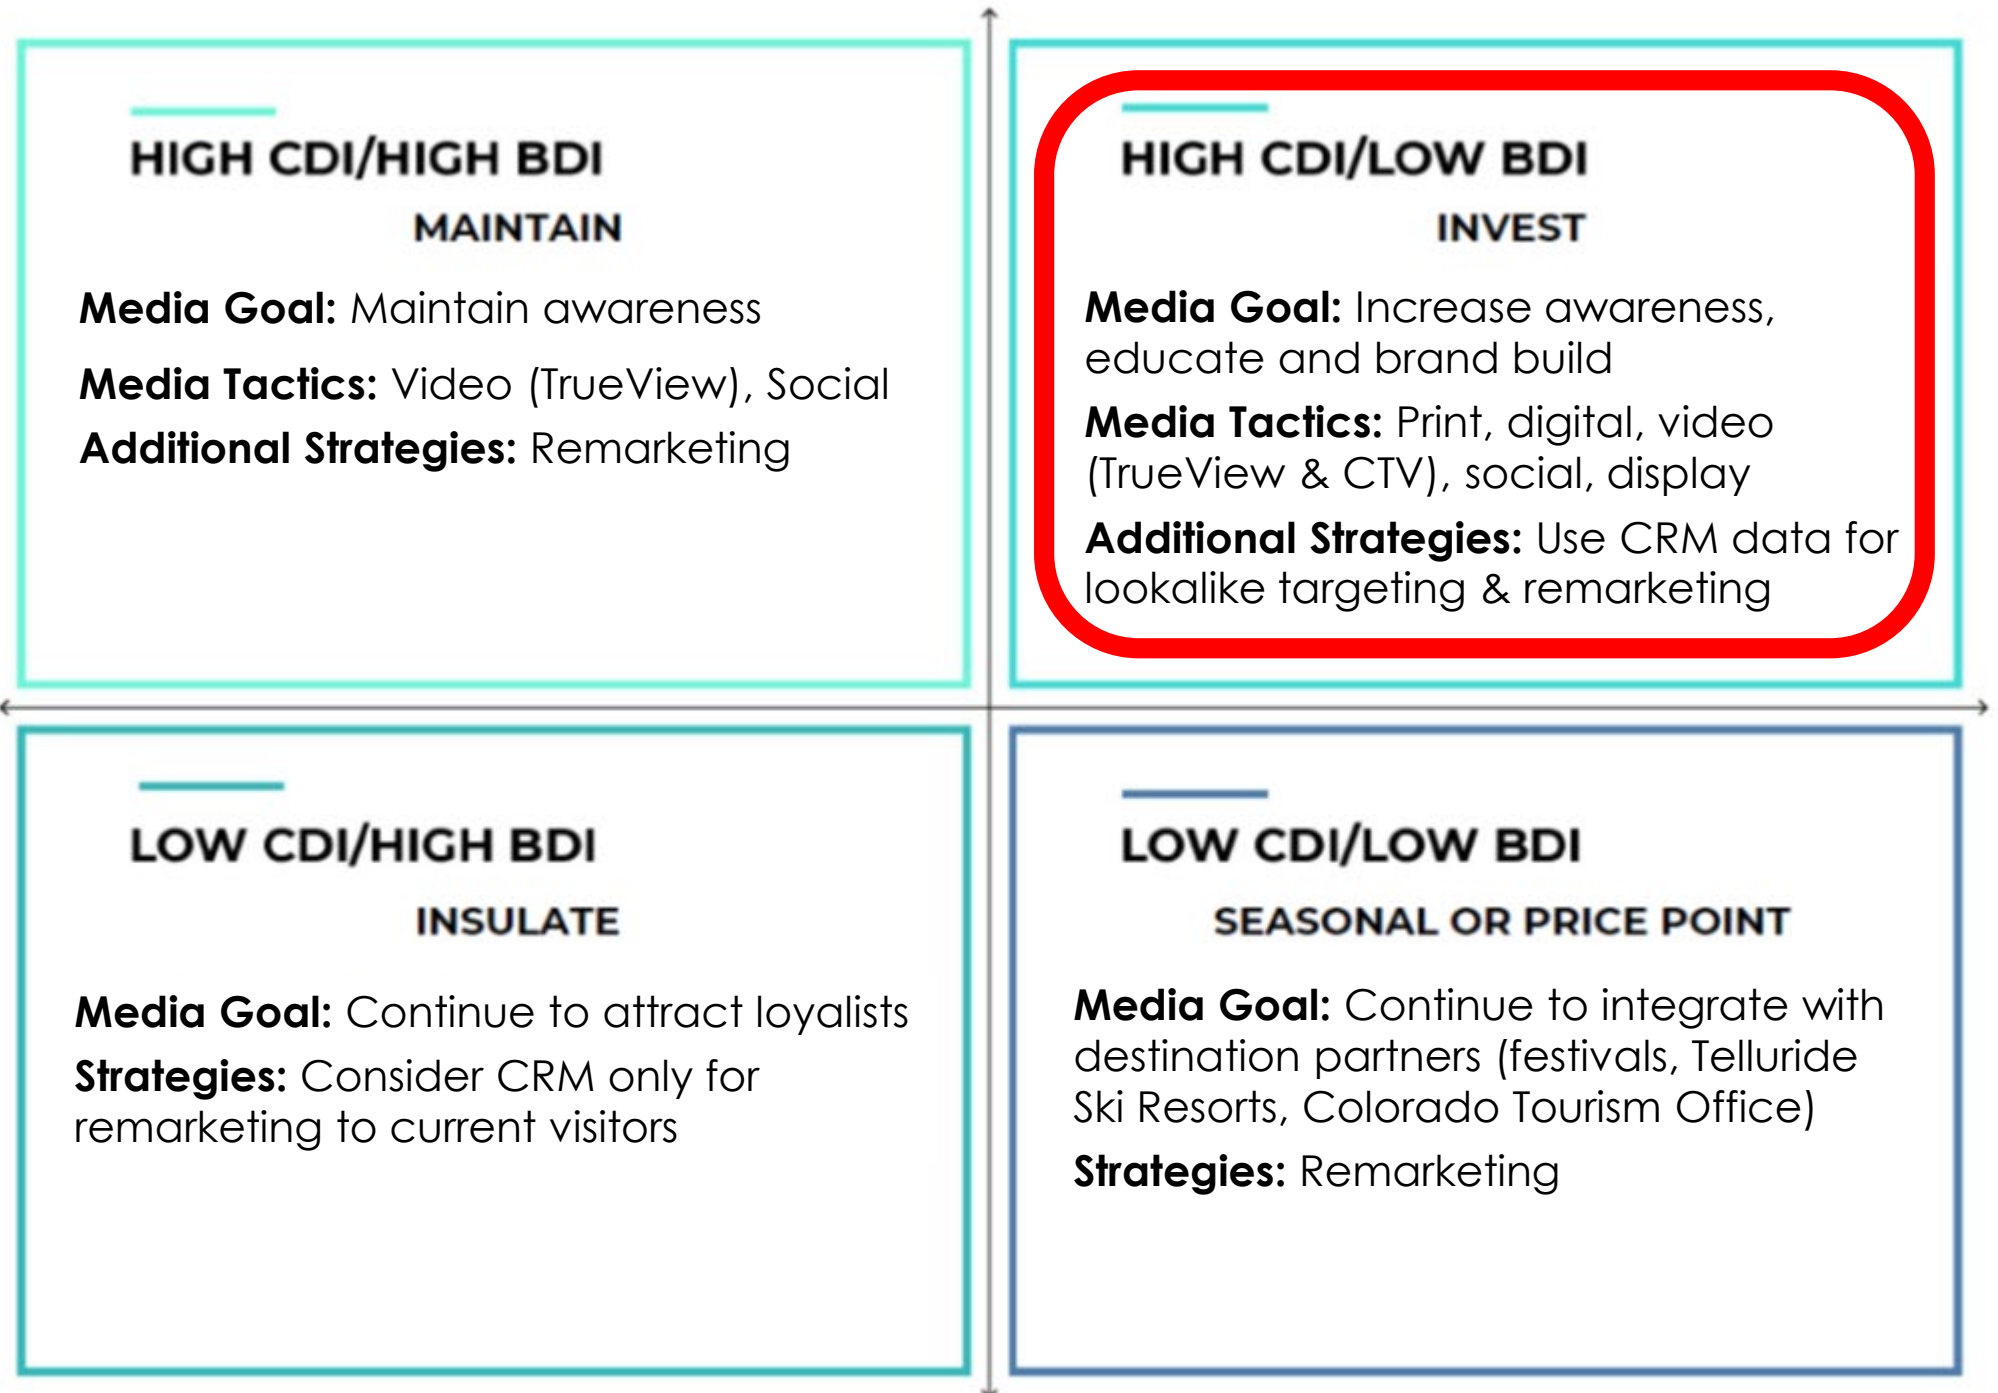 HIGH CDI/HIGH BDI
MAINTAIN
Media Goal: Maintain awareness
Media Tactics: Video (TrueView), Social
Additional Strategies: Remarketing
HIGH CDI/LOW BDI
INVEST
Media Goal: Increase awareness,
educate and brand build
Media Tactics: Print, digital, video
(TrueView & CTV), social, display
Additional Strategies: Use CRM data for
lookalike targeting & remarketing
LOW CDI/HIGH BDI
INSULATE
Media Goal: Continue to attract loyalists
Strategies: Consider CRM only for
remarketing to current visitors
LOW CDI/LOW BDI
SEASONAL OR PRICE POINT
Media Goal: Continue to integrate with
destination partners (festivals, Telluride
Ski Resorts, Colorado Tourism Office)
Strategies: Remarketing